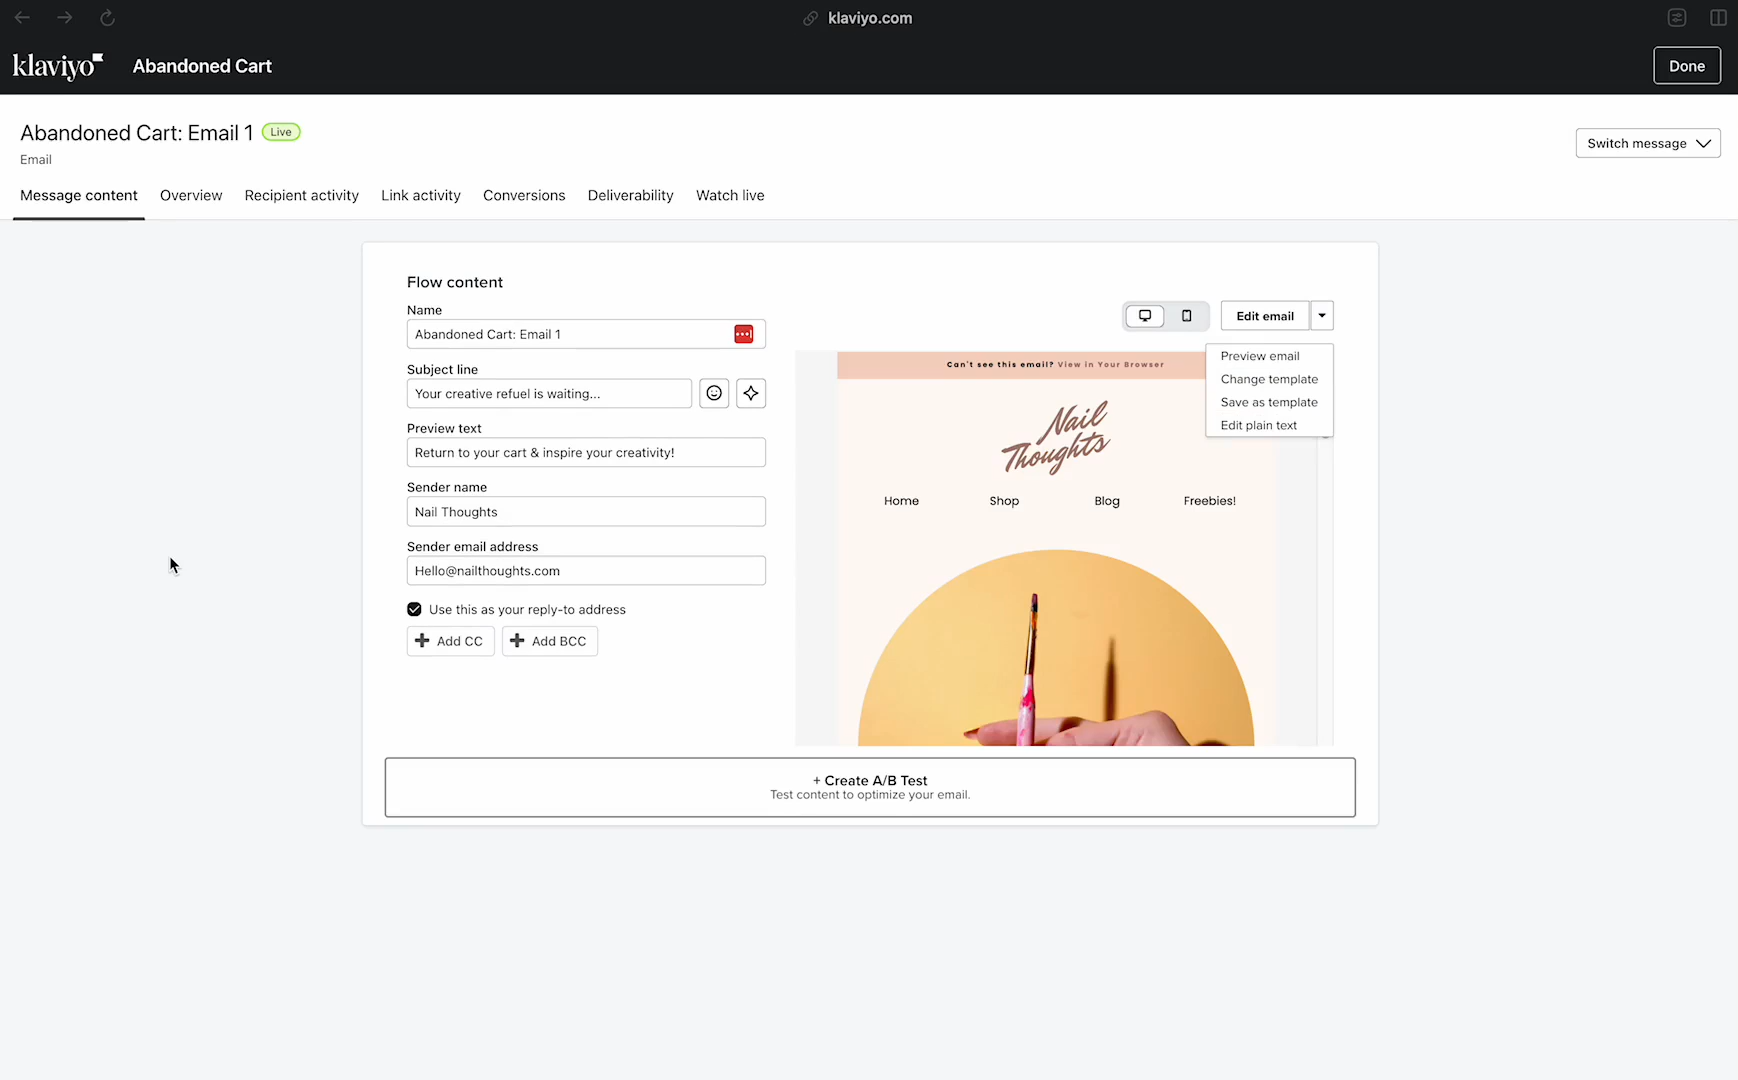 klaviyo.com
klaviyo
Abandoned Cart
Done
Abandoned Cart: Email 1
Live
Email
Switch message
Message content
Overview
Recipient activity
Link activity
Conversions
Deliverability
Watch live
Flow content
Name
Abandoned Cart: Email 1
Subject line
Your creative refuel is waiting...
Preview text
Return to your cart & inspire your creativity!
Sender name
Nail Thoughts
Sender email address
Hello@nailthoughts.com
Use this as your reply-to address
Add CC
Add BCC
Edit email
Preview email
Change template
Save as template
Edit plain text
Can't see this email? View in Your Browser
Nail
Thoughts
Home
Shop
Blog
Freebies!
+ Create A/B Test
Test content to optimize your email.